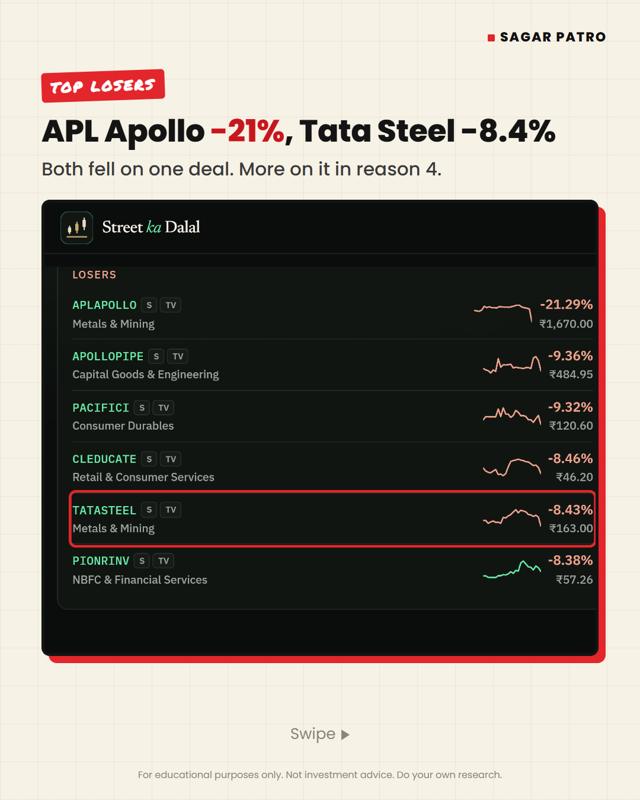 SAGAR PATRO
TOP LOSERS
APL Apollo -21%, Tata Steel -8.4%
Both fell on one deal. More on it in reason 4.
Street ka Dalal
LOSERS
APLAPOLLO S TV -21.29%
Metals & Mining ₹1,670.00
APOLLOPIPE S TV -9.36%
Capital Goods & Engineering ₹484.95
PACIFICI S TV -9.32%
Consumer Durables ₹120.60
CLEDUCATE S TV -8.46%
Retail & Consumer Services ₹46.20
TATASTEEL S TV -8.43%
Metals & Mining ₹163.00
PIONRINV S TV -8.38%
NBFC & Financial Services ₹57.26
Swipe ▶
For educational purposes only. Not investment advice. Do your own research.